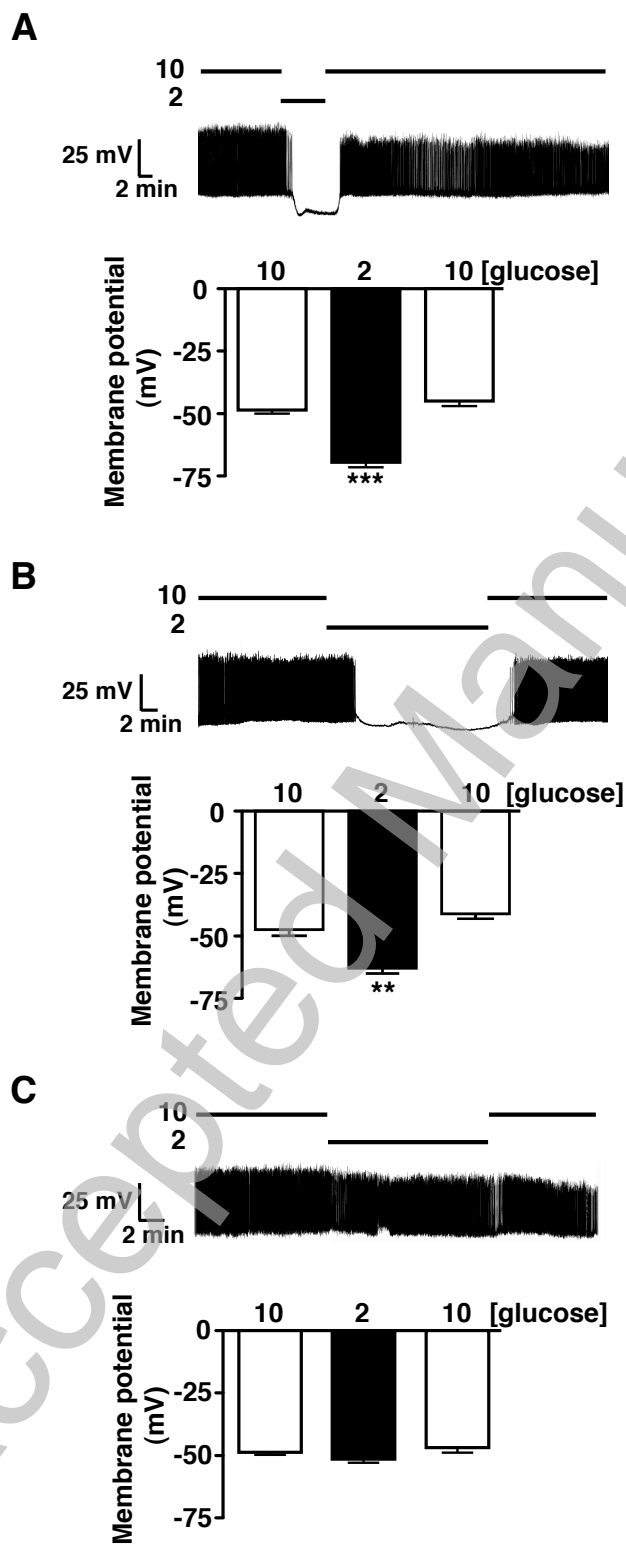 A
10
2
25 mV
2 min
10 2 10 [glucose]
Membrane potential
(mV)
0
-25
-50
-75
***
B
10
2
25 mV
2 min
10 2 10 [glucose]
Membrane potential
(mV)
0
-25
-50
-75
**
C
10
2
25 mV
2 min
10 2 10 [glucose]
Membrane potential
(mV)
0
-25
-50
-75
ccepted Manu